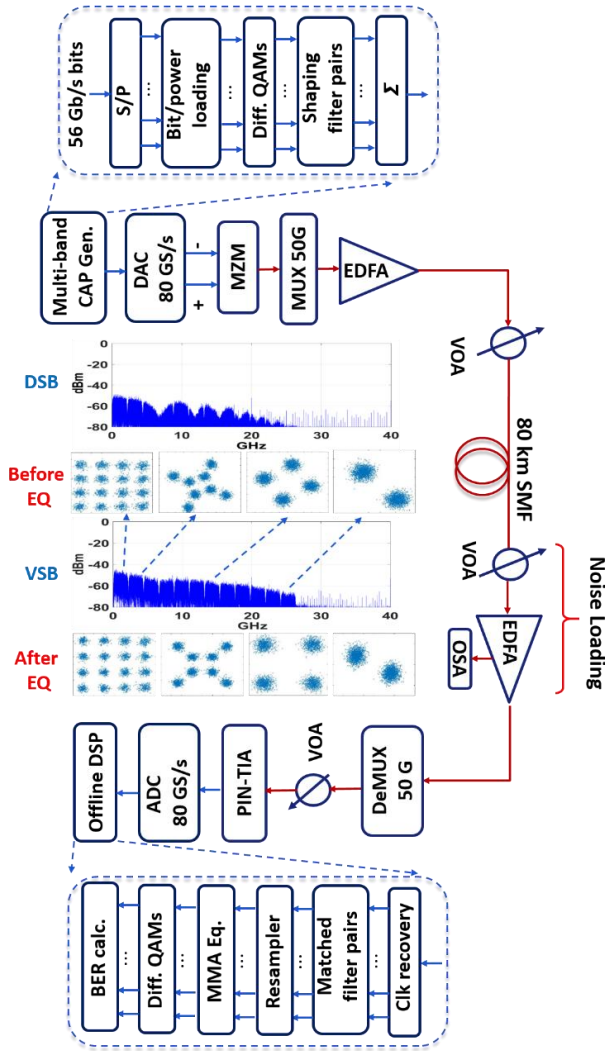 56 Gb/s bits
S/P
...
Bit/power
loading
...
Diff. QAMs
...
Shaping
filter pairs
...
Σ
Multi-band
CAP Gen.
DAC
80 GS/s
+
-
MZM
MUX 50G
EDFA
VOA
80 km SMF
VOA
Noise Loading
EDFA
OSA
DSB
dBm
0
-20
-40
-60
-80
0
10
20
30
40
GHz
Before
EQ
VSB
dBm
0
-20
-40
-60
-80
0
10
20
30
40
GHz
After
EQ
DeMUX
50 G
VOA
PIN-TIA
ADC
80 GS/s
Offline DSP
BER calc.
...
Diff. QAMs
...
MMA Eq.
...
Resampler
...
Matched
filter pairs
...
Clk recovery